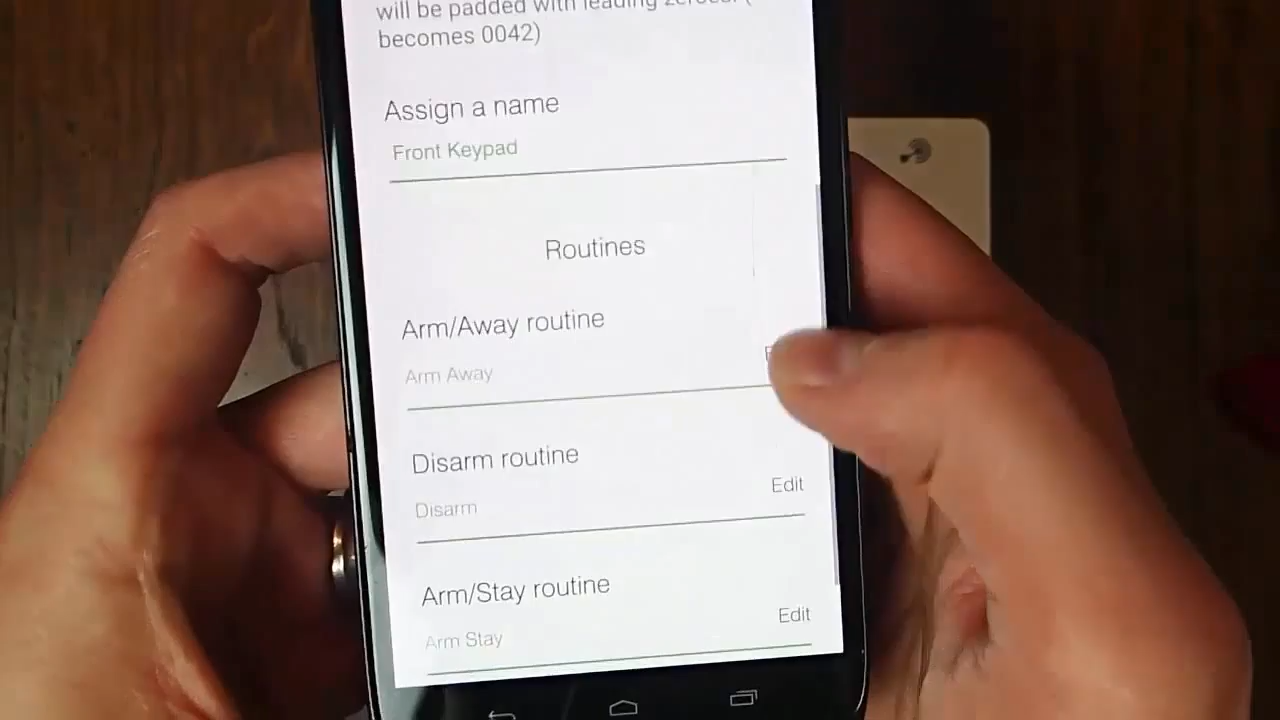 will be padded with leading zeroes. (
becomes 0042)
Assign a name
Front Keypad
Routines
Arm/Away routine
Arm Away
Disarm routine
Edit
Disarm
Arm/Stay routine
Edit
Arm Stay